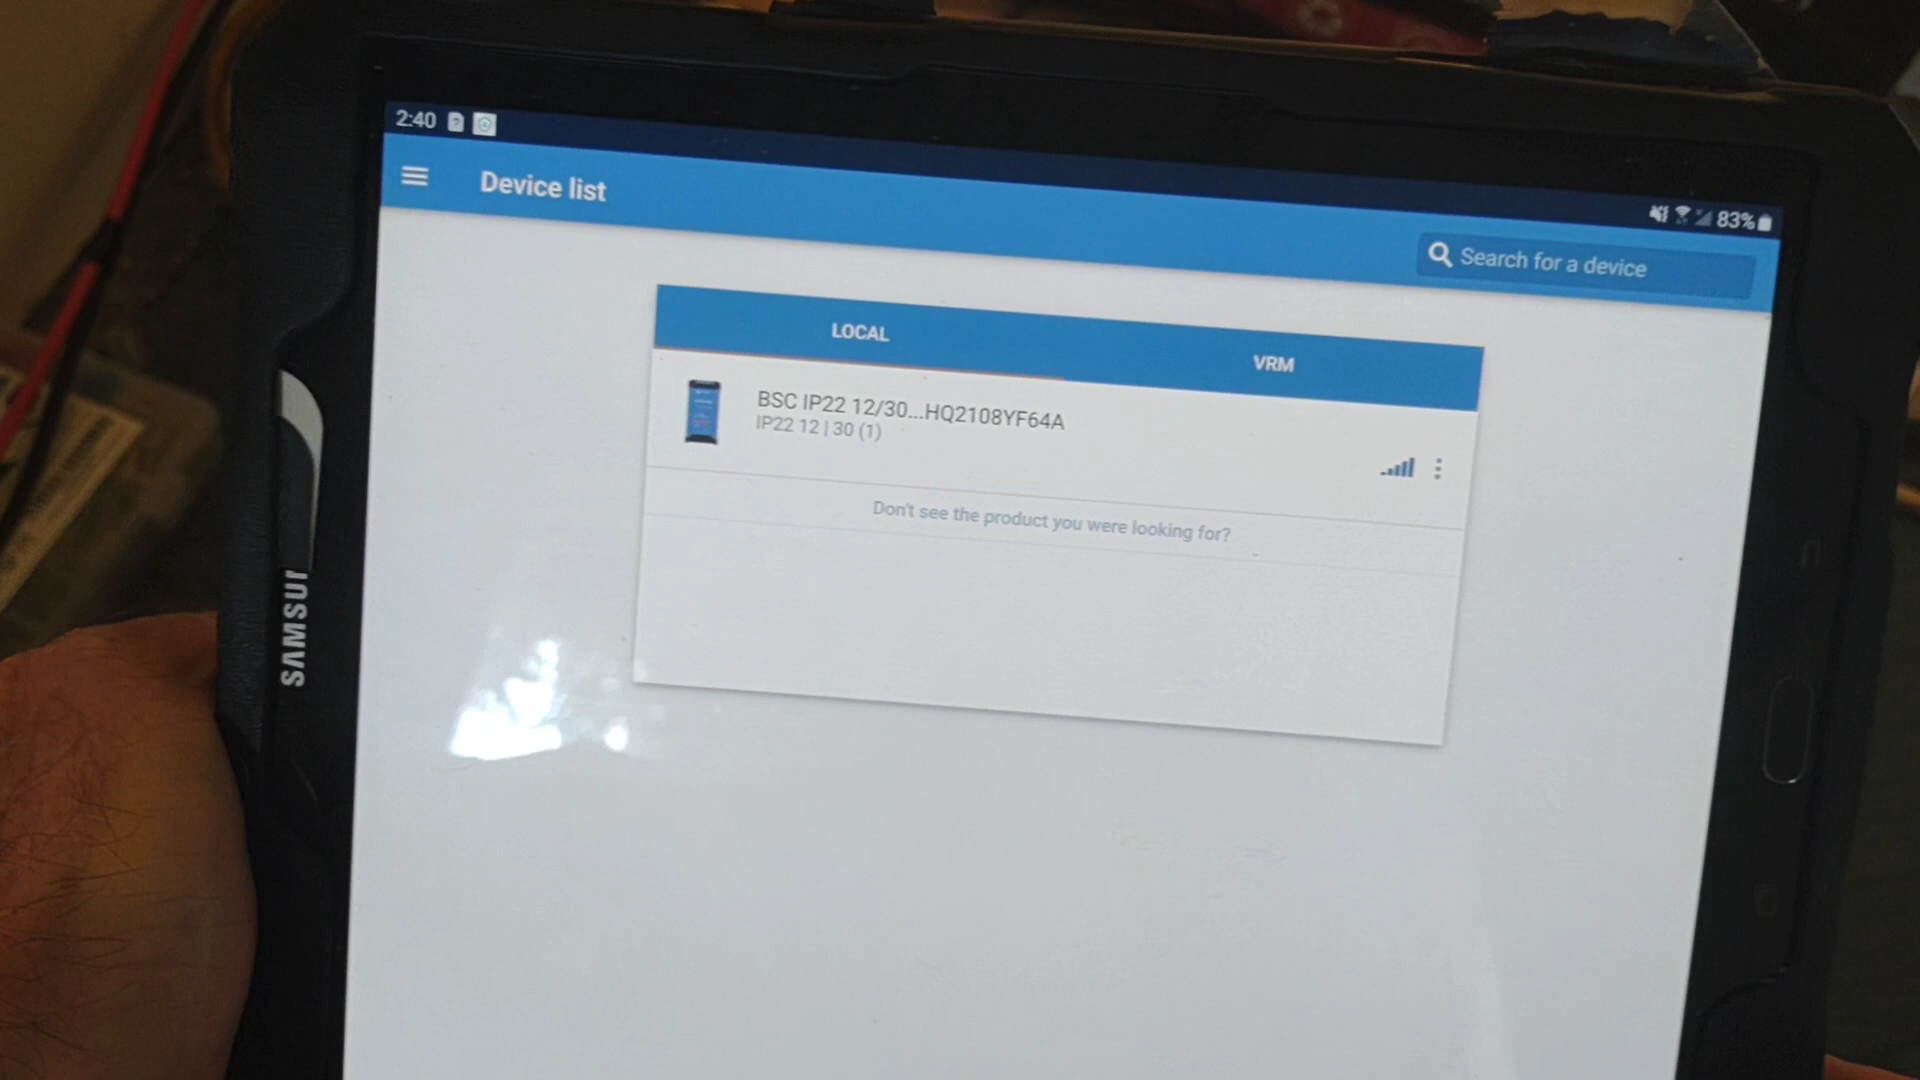 2:40
83%
Device list
Search for a device
LOCAL
VRM
BSC IP22 12/30...HQ2108YF64A
IP22 12 | 30 (1)
Don't see the product you were looking for?
SAMSU